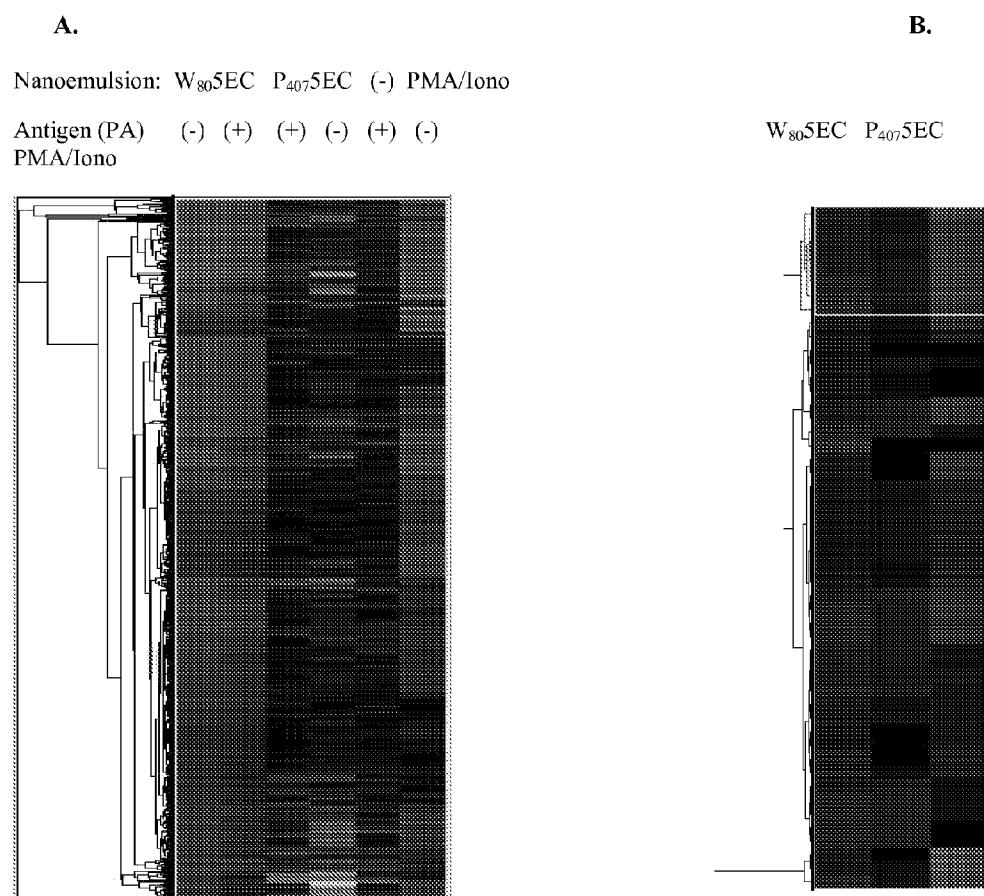 A.
B.
Nanoemulsion: W₈₀5EC P₄₀₇5EC (-) PMA/Iono
Antigen (PA) (-) (+) (+) (-) (+) (-)
PMA/Iono
W₈₀5EC P₄₀₇5EC